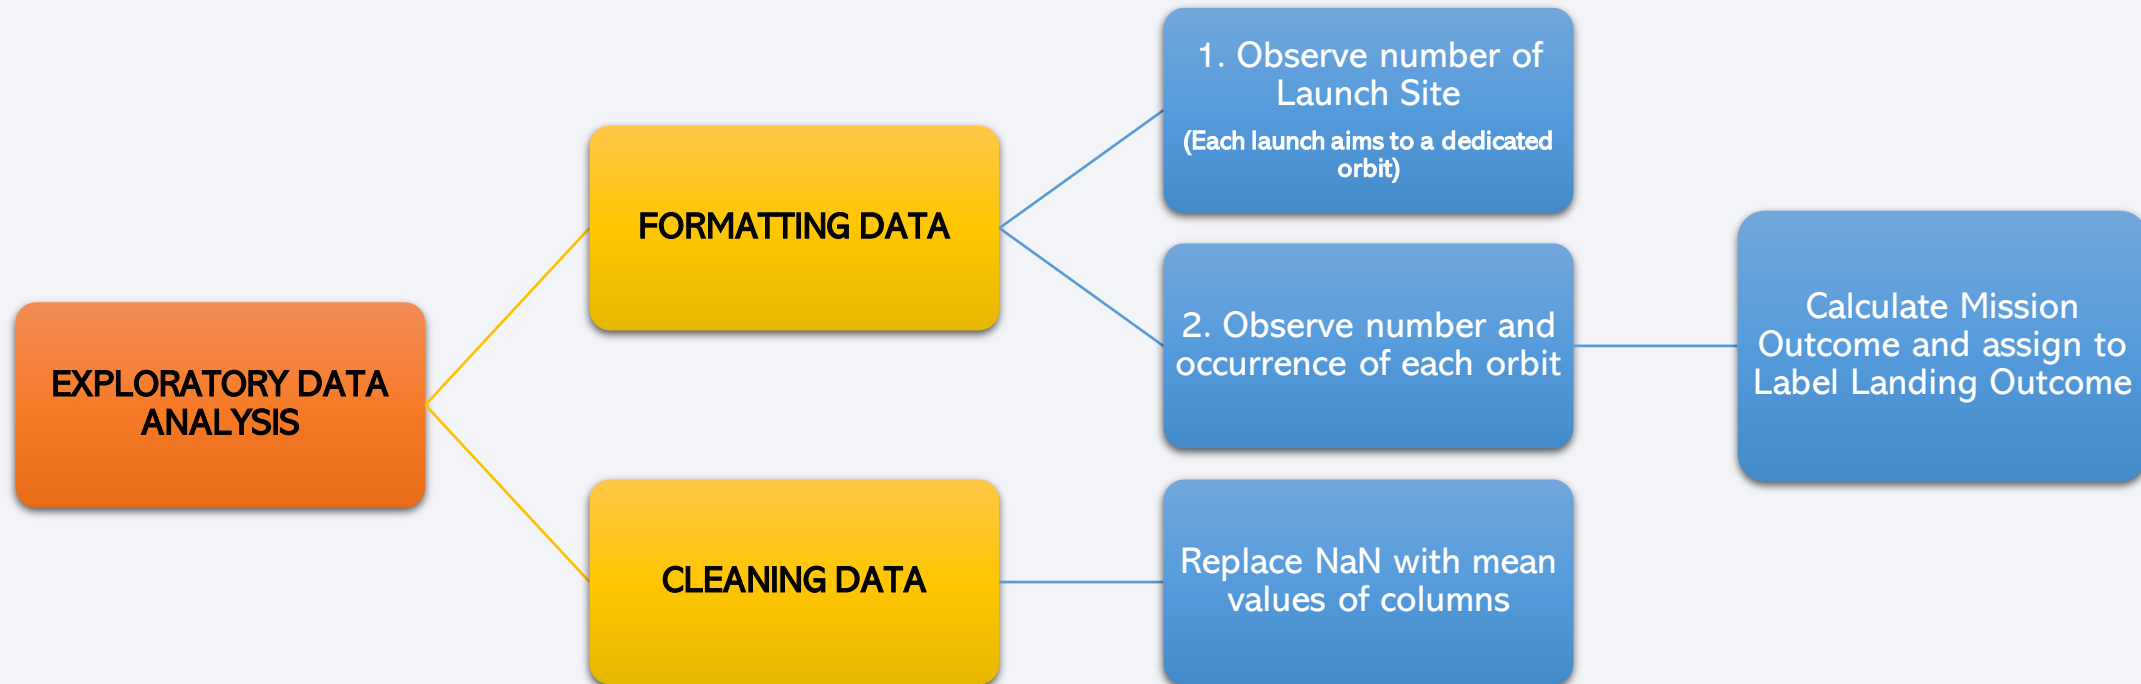 EXPLORATORY DATA
ANALYSIS
FORMATTING DATA
CLEANING DATA
1. Observe number of
Launch Site
(Each launch aims to a dedicated
orbit)
2. Observe number and
occurrence of each orbit
Replace NaN with mean
values of columns
Calculate Mission
Outcome and assign to
Label Landing Outcome